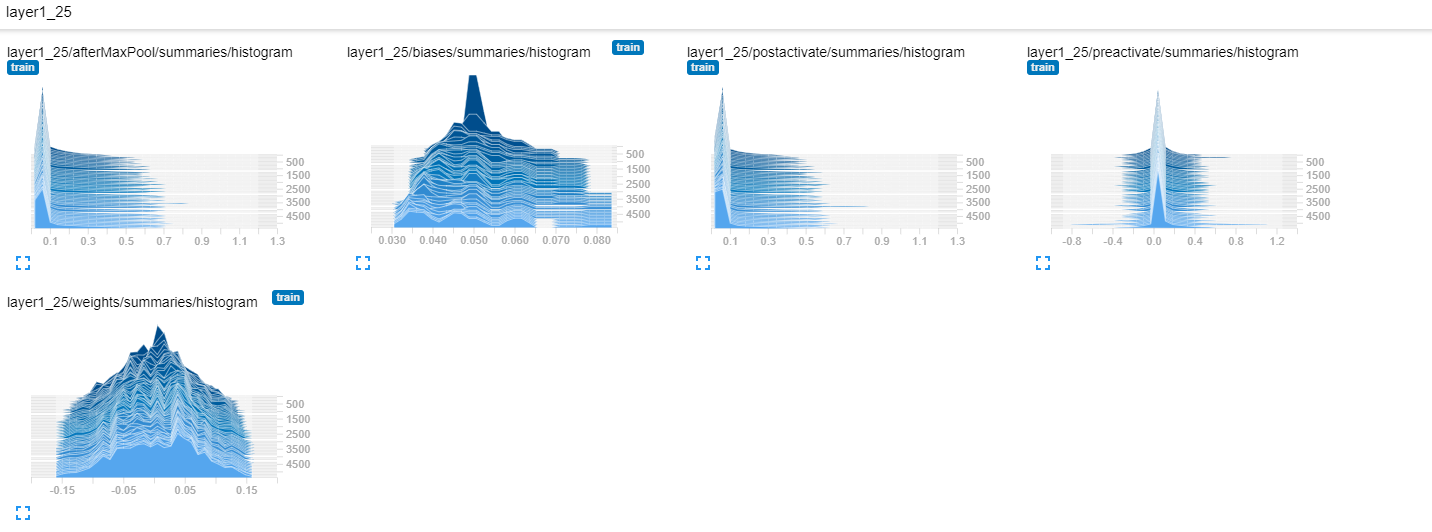 layer1_25
layer1_25/afterMaxPool/summaries/histogram
train
layer1_25/biases/summaries/histogram
train
layer1_25/postactivate/summaries/histogram
train
layer1_25/preactivate/summaries/histogram
train
500
1500
2500
3500
4500
0.1 0.3 0.5 0.7 0.9 1.1 1.3
500
1500
2500
3500
4500
0.030 0.040 0.050 0.060 0.070 0.080
500
1500
2500
3500
4500
0.1 0.3 0.5 0.7 0.9 1.1 1.3
500
1500
2500
3500
4500
-0.8 -0.4 0.0 0.4 0.8 1.2
layer1_25/weights/summaries/histogram
train
500
1500
2500
3500
4500
-0.15 -0.05 0.05 0.15